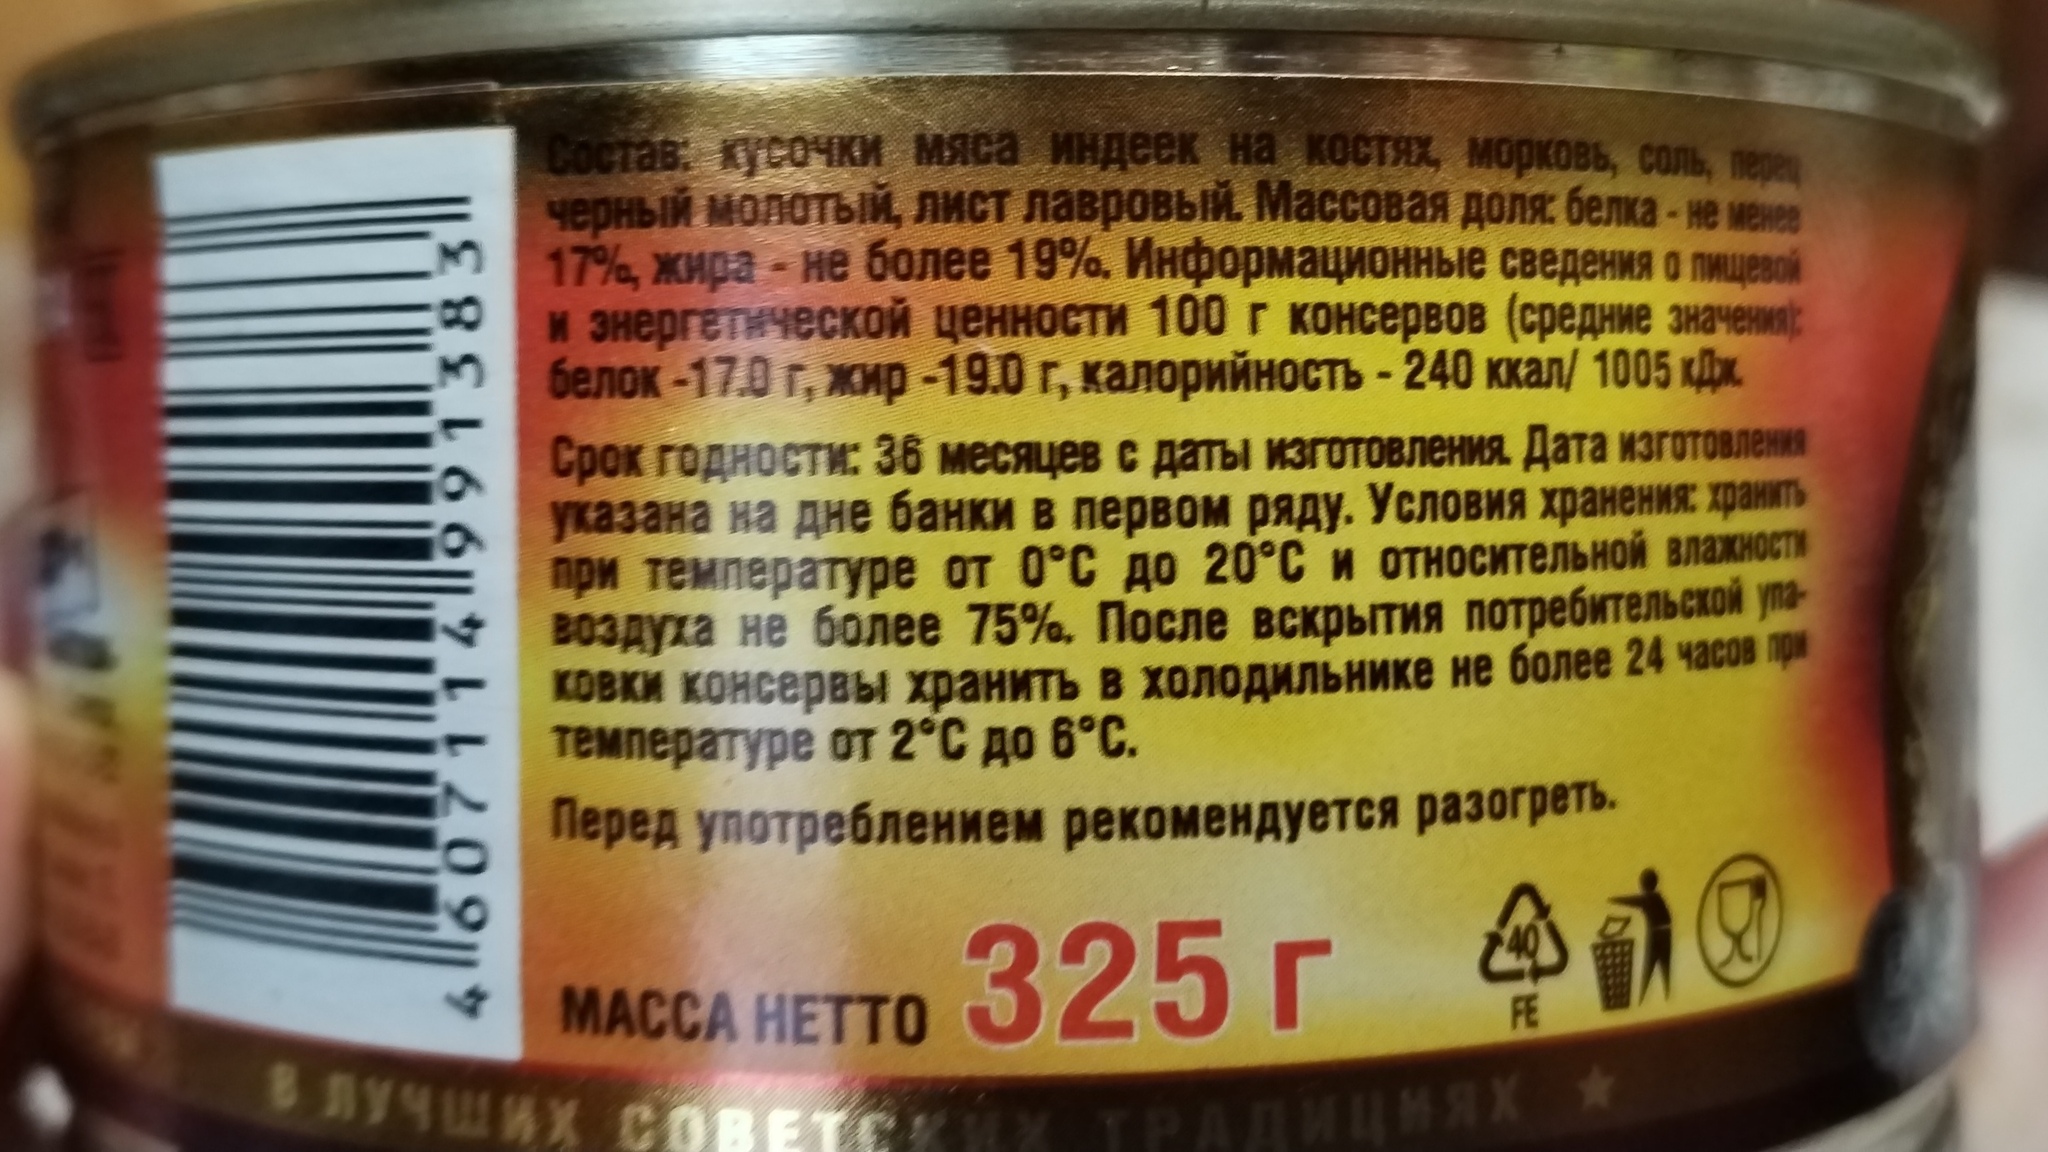 Состав: кусочки мяса индеек на костях, морковь, соль, перец
черный молотый, лист лавровый. Массовая доля: белка - не менее
17%, жира - не более 19%. Информационные сведения о пищевой
и энергетической ценности 100 г консервов (средние значения):
белок -17.0 г, жир -19.0 г, калорийность - 240 ккал/ 1005 кДж.
Срок годности: 36 месяцев с даты изготовления. Дата изготовления
указана на дне банки в первом ряду. Условия хранения: хранить
при температуре от 0°С до 20°С и относительной влажности
воздуха не более 75%. После вскрытия потребительской упа-
ковки консервы хранить в холодильнике не более 24 часов при
температуре от 2°С до 6°С.
Перед употреблением рекомендуется разогреть.
МАССА НЕТТО 325 г
40
FE
4607114991383
В ЛУЧШИХ СОВЕТСКИХ ТРАДИЦИЯХ